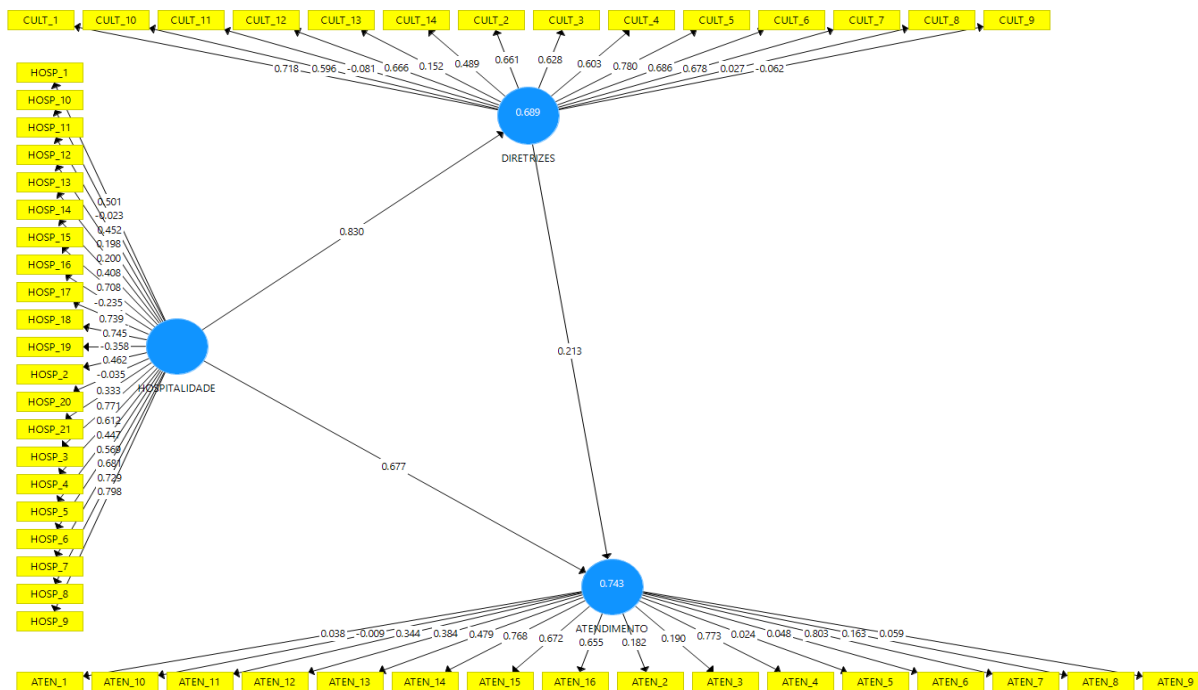 CULT_1 CULT_10 CULT_11 CULT_12 CULT_13 CULT_14 CULT_2 CULT_3 CULT_4 CULT_5 CULT_6 CULT_7 CULT_8 CULT_9
0.718 0.596 -0.081 0.666 0.152 0.489 0.661 0.628 0.603 0.780 0.686 0.678 0.027 -0.062
0.689
DIRETRIZES
HOSP_1
HOSP_10
HOSP_11
HOSP_12
HOSP_13
HOSP_14
HOSP_15
HOSP_16
HOSP_17
HOSP_18
HOSP_19
HOSP_2
HOSP_20
HOSP_21
HOSP_3
HOSP_4
HOSP_5
HOSP_6
HOSP_7
HOSP_8
HOSP_9
0.501
-0.023
0.452
0.198
0.200
0.408
0.708
-0.235
0.739
0.745
-0.358
0.462
-0.035
0.333
0.771
0.612
0.447
0.569
0.681
0.729
0.798
HOSPITALIDADE
0.830
0.213
0.677
0.743
ATENDIMENTO
0.038 -0.009 0.344 0.384 0.479 0.768 0.672 0.655 0.182 0.190 0.773 0.024 0.048 0.803 0.163 0.059
ATEN_1 ATEN_10 ATEN_11 ATEN_12 ATEN_13 ATEN_14 ATEN_15 ATEN_16 ATEN_2 ATEN_3 ATEN_4 ATEN_5 ATEN_6 ATEN_7 ATEN_8 ATEN_9